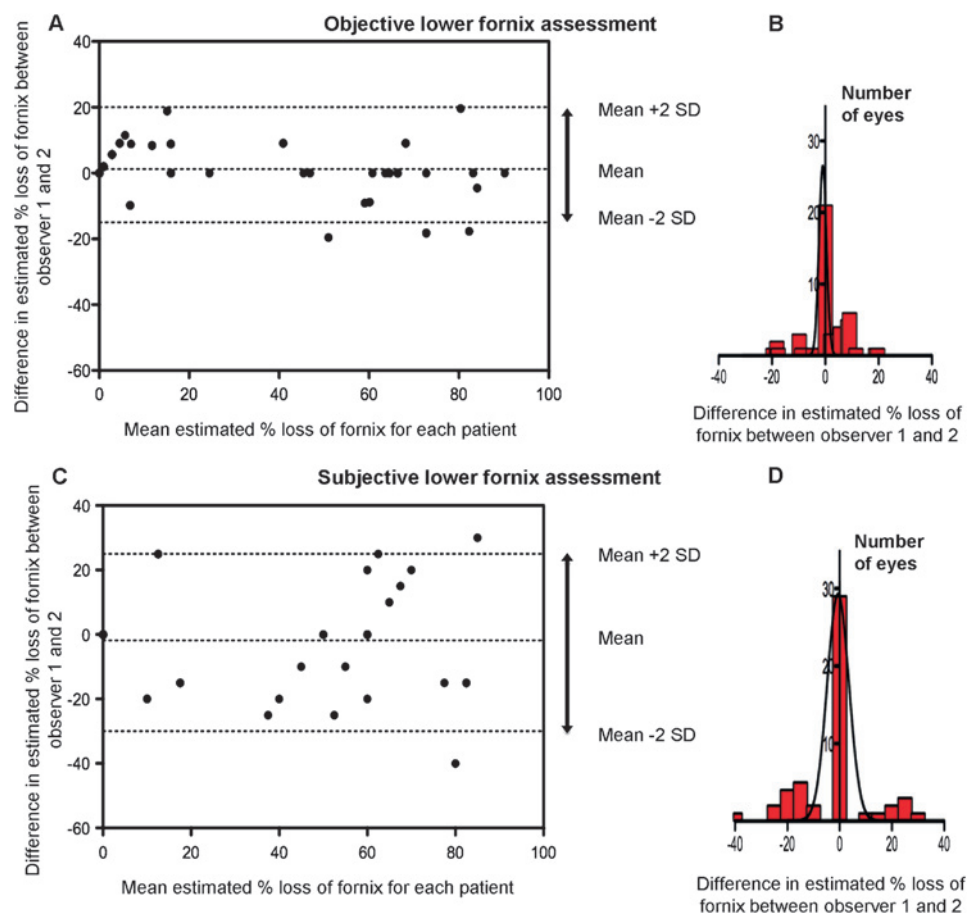 A
Objective lower fornix assessment
B
Difference in estimated % loss of fornix between
observer 1 and 2
40
20
0
-20
-40
-60
0
20
40
60
80
100
Mean estimated % loss of fornix for each patient
Mean +2 SD
Mean
Mean -2 SD
Number
of eyes
30
20
10
-40
-20
0
20
40
Difference in estimated % loss of
fornix between observer 1 and 2
C
Subjective lower fornix assessment
D
Difference in estimated % loss of fornix between
observer 1 and 2
40
20
0
-20
-40
-60
0
20
40
60
80
100
Mean estimated % loss of fornix for each patient
Mean +2 SD
Mean
Mean -2 SD
Number
of eyes
30
20
10
-40
-20
0
20
40
Difference in estimated % loss of
fornix between observer 1 and 2